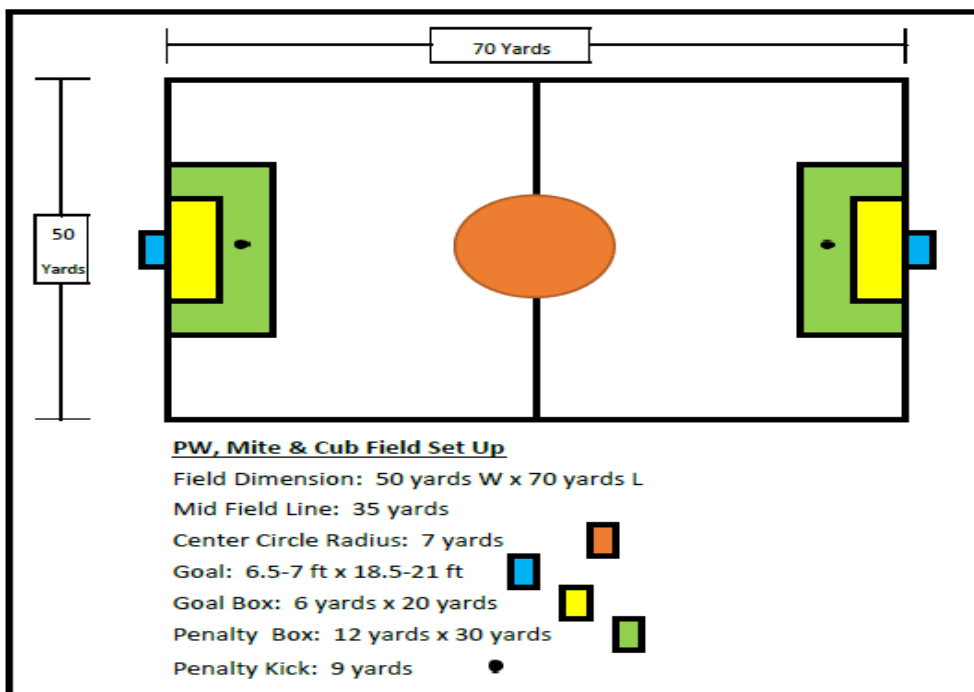 70 Yards
50
Yards
PW, Mite & Cub Field Set Up
Field Dimension: 50 yards W x 70 yards L
Mid Field Line: 35 yards
Center Circle Radius: 7 yards
Goal: 6.5-7 ft x 18.5-21 ft
Goal Box: 6 yards x 20 yards
Penalty Box: 12 yards x 30 yards
Penalty Kick: 9 yards